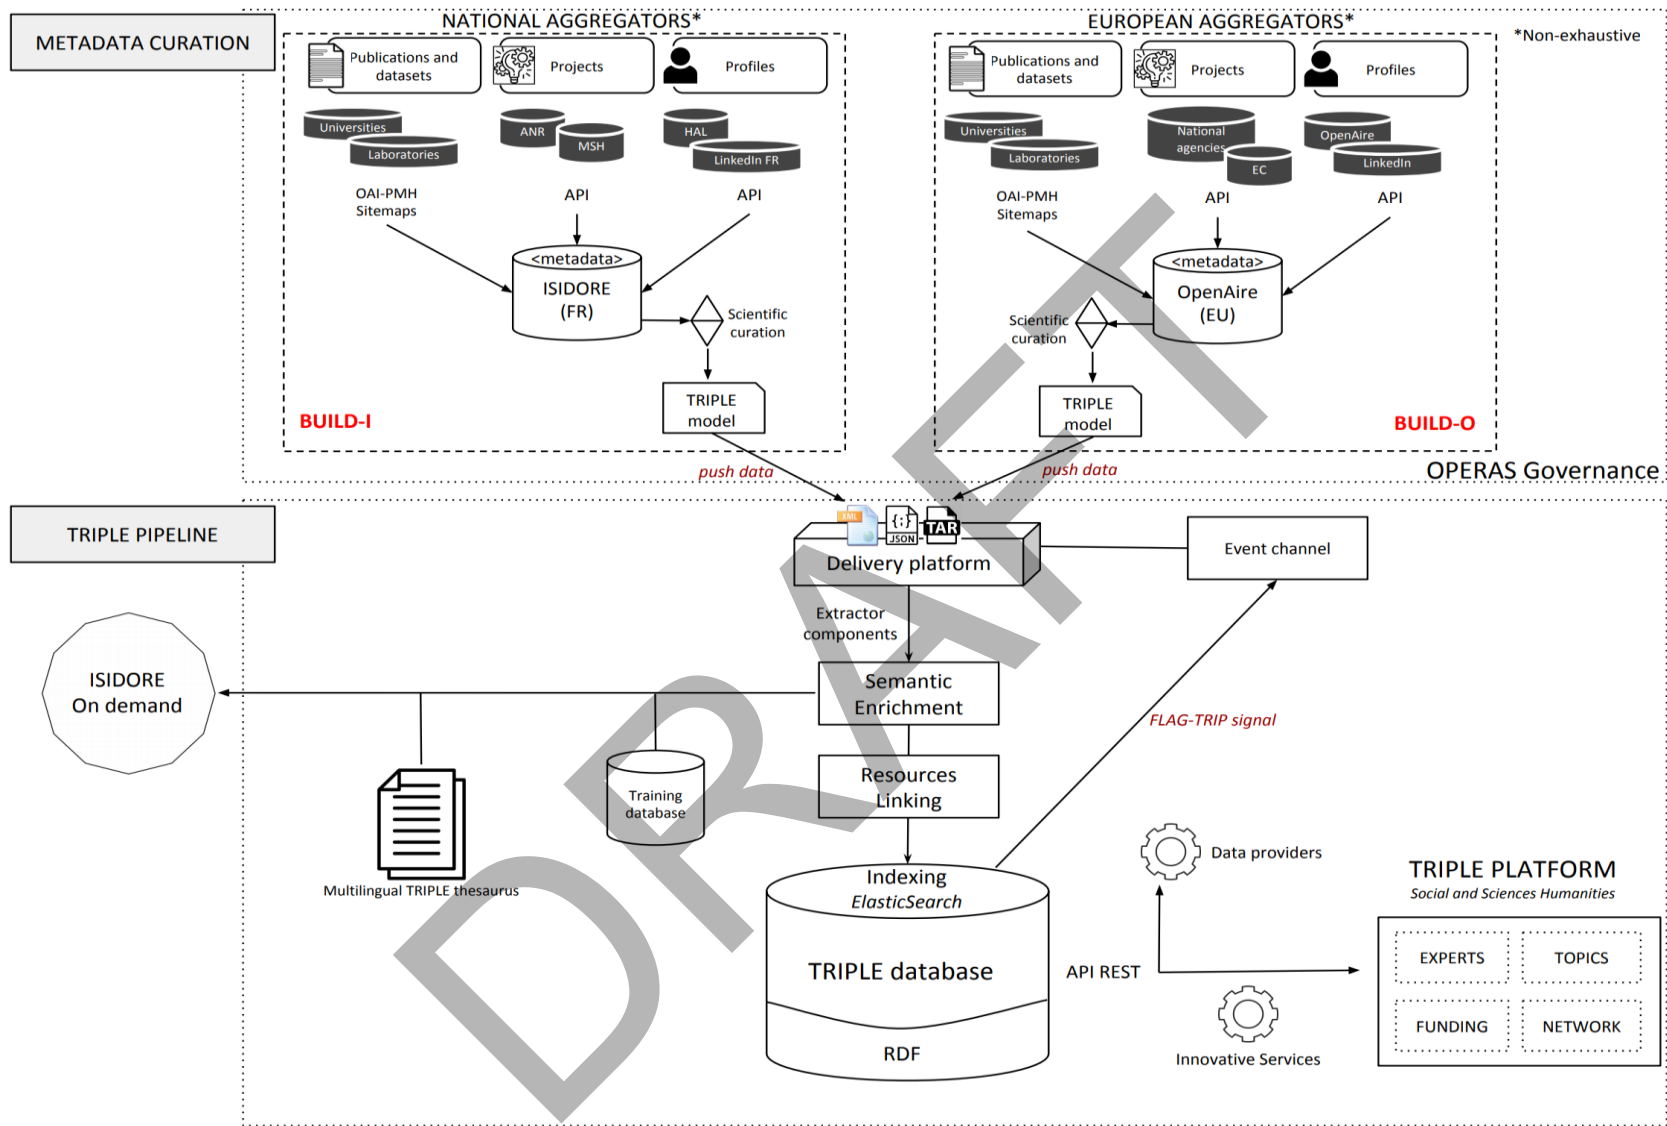 METADATA CURATION
NATIONAL AGGREGATORS*
EUROPEAN AGGREGATORS*
*Non-exhaustive
Publications and
datasets
Projects
Profiles
Universities
Laboratories
ANR
MSH
HAL
LinkedIn FR
OAI-PMH
Sitemaps
API
API
<metadata>
ISIDORE
(FR)
Scientific
curation
TRIPLE
model
BUILD-I
push data
Publications and
datasets
Projects
Profiles
Universities
Laboratories
National
agencies
EC
OpenAire
LinkedIn
OAI-PMH
Sitemaps
API
API
<metadata>
OpenAire
(EU)
Scientific
curation
TRIPLE
model
BUILD-O
push data
OPERAS Governance
TRIPLE PIPELINE
XML
{;}
JSON
TAR
Delivery platform
Event channel
Extractor
components
ISIDORE
On demand
Semantic
Enrichment
FLAG-TRIP signal
Training
database
Resources
Linking
Multilingual TRIPLE thesaurus
Indexing
ElasticSearch
TRIPLE database
RDF
API REST
Data providers
Innovative Services
TRIPLE PLATFORM
Social and Sciences Humanities
EXPERTS
TOPICS
FUNDING
NETWORK
DRAFT